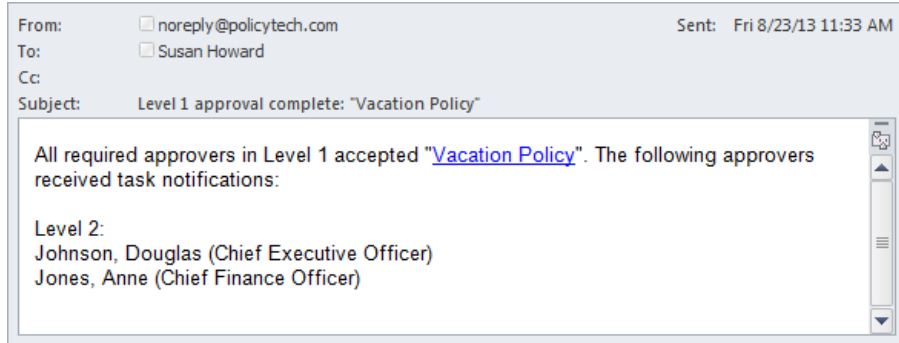 From: noreply@policytech.com Sent: Fri 8/23/13 11:33 AM
To: Susan Howard
Cc:
Subject: Level 1 approval complete: "Vacation Policy"
All required approvers in Level 1 accepted "Vacation Policy". The following approvers
received task notifications:
Level 2:
Johnson, Douglas (Chief Executive Officer)
Jones, Anne (Chief Finance Officer)